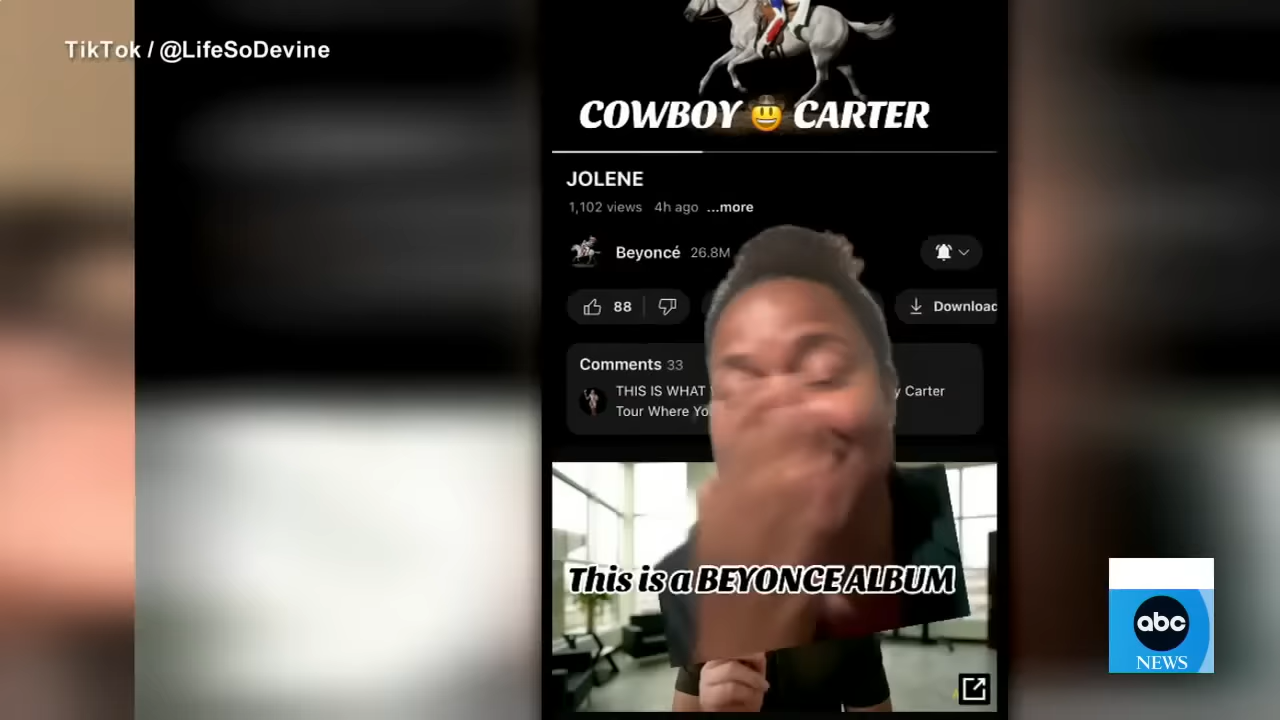 TikTok / @LifeSoDevine
COWBOY 🤠 CARTER
JOLENE
1,102 views 4h ago ...more
Beyoncé 26.8M
88
Download
Comments 33
THIS IS WHAT
y Carter
Tour Where Yo
This is a BEYONCE ALBUM
abc
NEWS